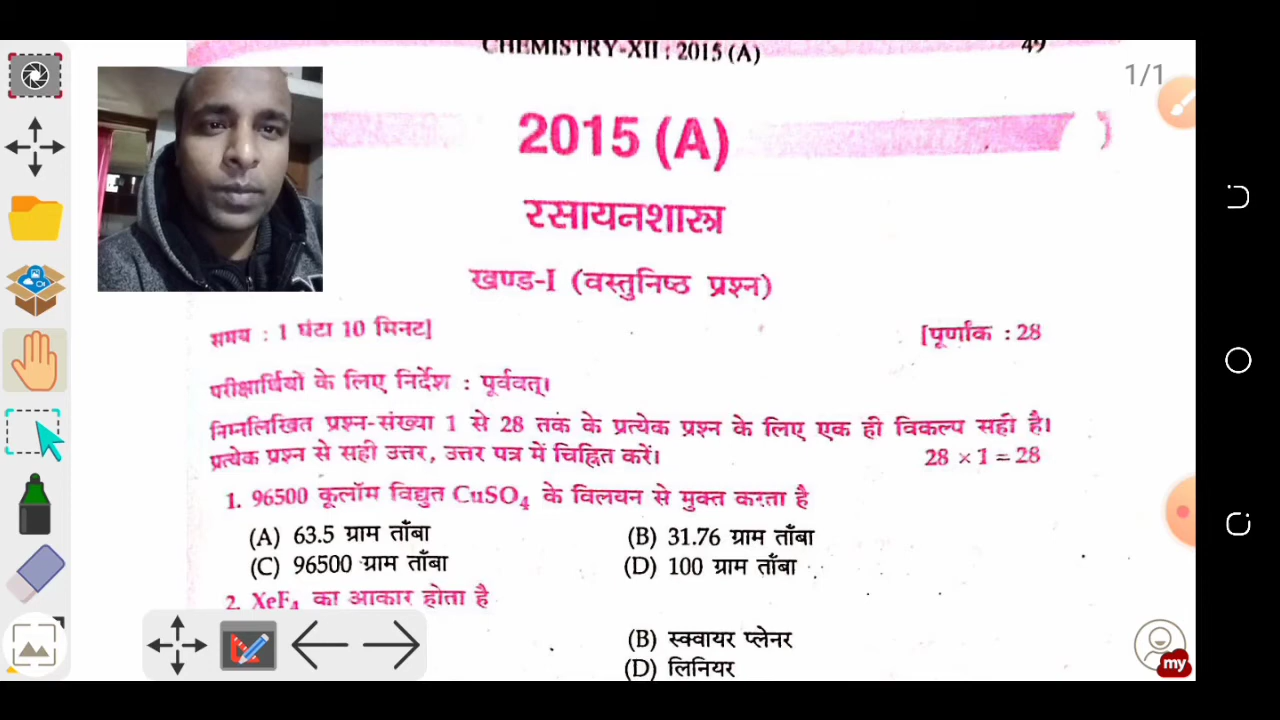 CHEMISTRY-XII : 2015 (A) 49
1/1
2015 (A)
रसायनशास्त्र
खण्ड-I (वस्तुनिष्ठ प्रश्न)
समय : 1 घंटा 10 मिनट] [पूर्णांक : 28
परीक्षार्थियों के लिए निर्देश : पूर्ववत्।
निम्नलिखित प्रश्न-संख्या 1 से 28 तक के प्रत्येक प्रश्न के लिए एक ही विकल्प सही है।
प्रत्येक प्रश्न से सही उत्तर, उत्तर पत्र में चिह्नित करें। 28 × 1 = 28
1. 96500 कूलॉम विद्युत CuSO₄ के विलयन से मुक्त करता है
(A) 63.5 ग्राम ताँबा (B) 31.76 ग्राम ताँबा
(C) 96500 ग्राम ताँबा (D) 100 ग्राम ताँबा
2. XeF₄ का आकार होता है
(B) स्क्वायर प्लेनर
(D) लिनियर
my